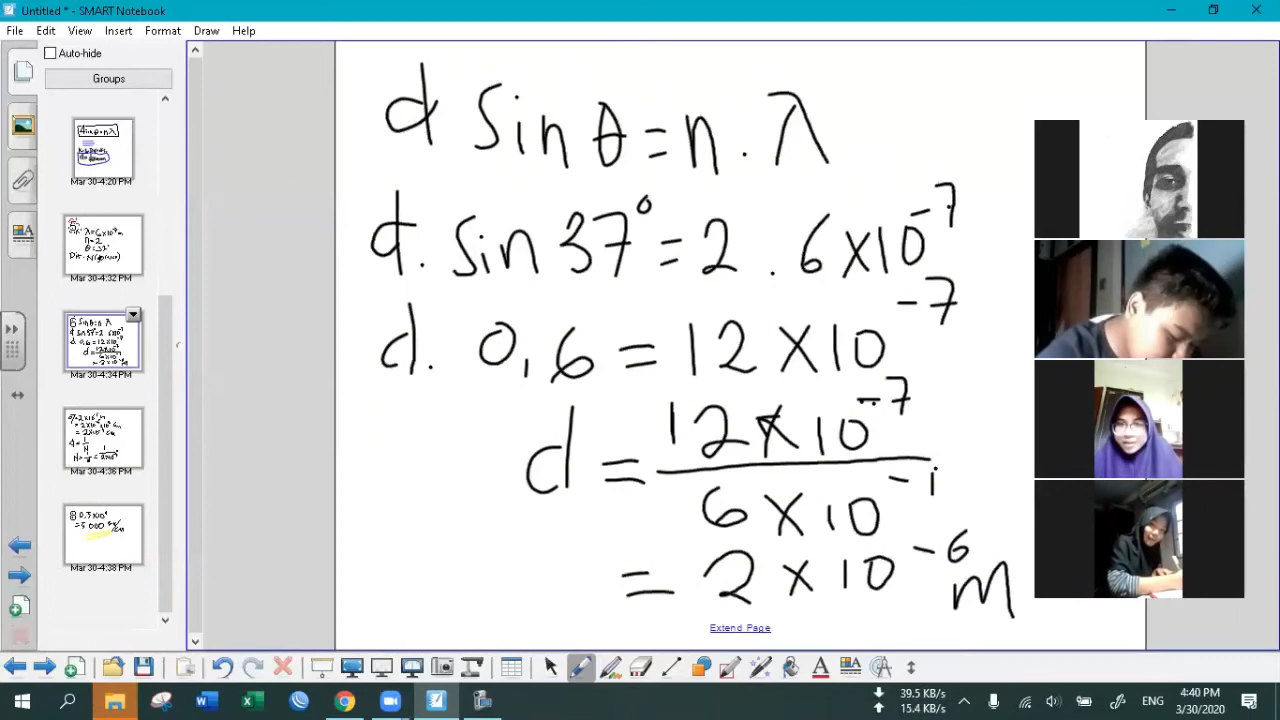 Untitled * - SMART Notebook
File Edit View Insert Format Draw Help
Auto-hide
Groups
Mar 30-4:20 PM
Mar 30-4:32 PM
Mar 30-4:34 PM
Mar 30-4:36 PM
Mar 30-4:38 PM
d sin θ = n . λ
d. sin 37° = 2 . 6×10⁻⁷
d. 0,6 = 12 × 10⁻⁷
d = 12×10⁻⁷
6×10⁻¹
= 2 × 10⁻⁶ m
Extend Page
39.5 KB/s
15.4 KB/s
ENG
4:40 PM
3/30/2020